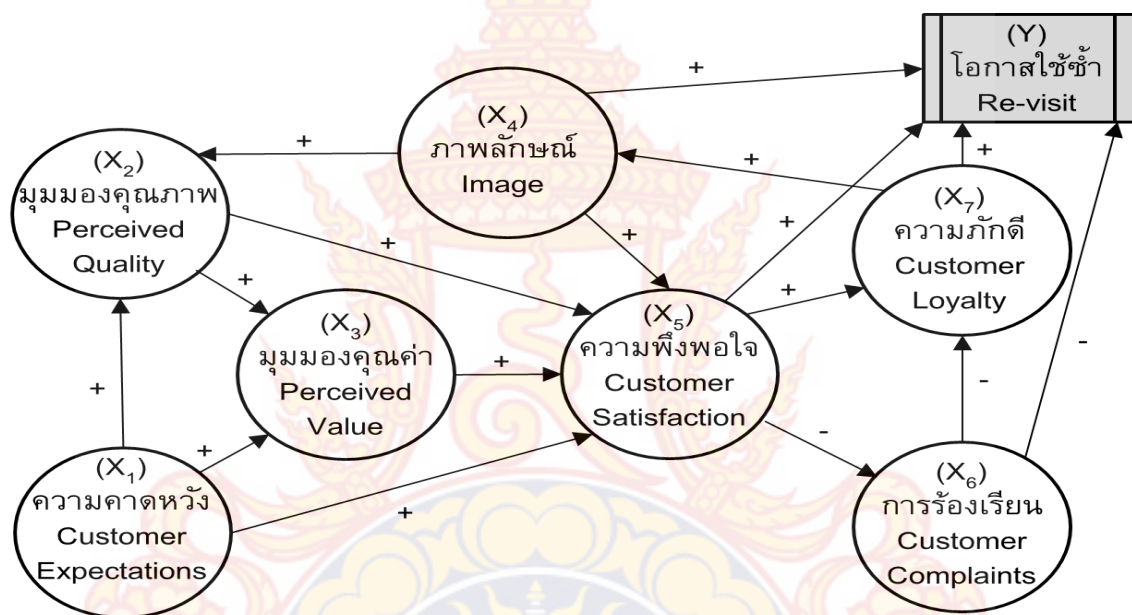 (Y)
โอกาสใช้ซ้ำ
Re-visit
+
(X₄)
ภาพลักษณ์
Image
+
(X₂)
มุมมองคุณภาพ
Perceived
Quality
+
+
(X₇)
ความภักดี
Customer
Loyalty
+
+
+
+
+
(X₃)
มุมมองคุณค่า
Perceived
Value
+
(X₅)
ความพึงพอใจ
Customer
Satisfaction
+
-
-
+
+
-
(X₁)
ความคาดหวัง
Customer
Expectations
+
(X₆)
การร้องเรียน
Customer
Complaints